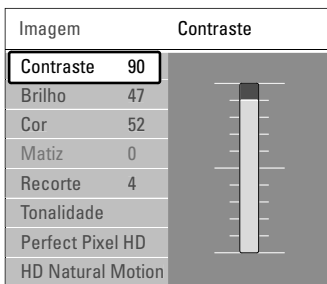 Imagem Contraste
Contraste 90
Brilho 47
Cor 52
Matiz 0
Recorte 4
Tonalidade
Perfect Pixel HD
HD Natural Motion